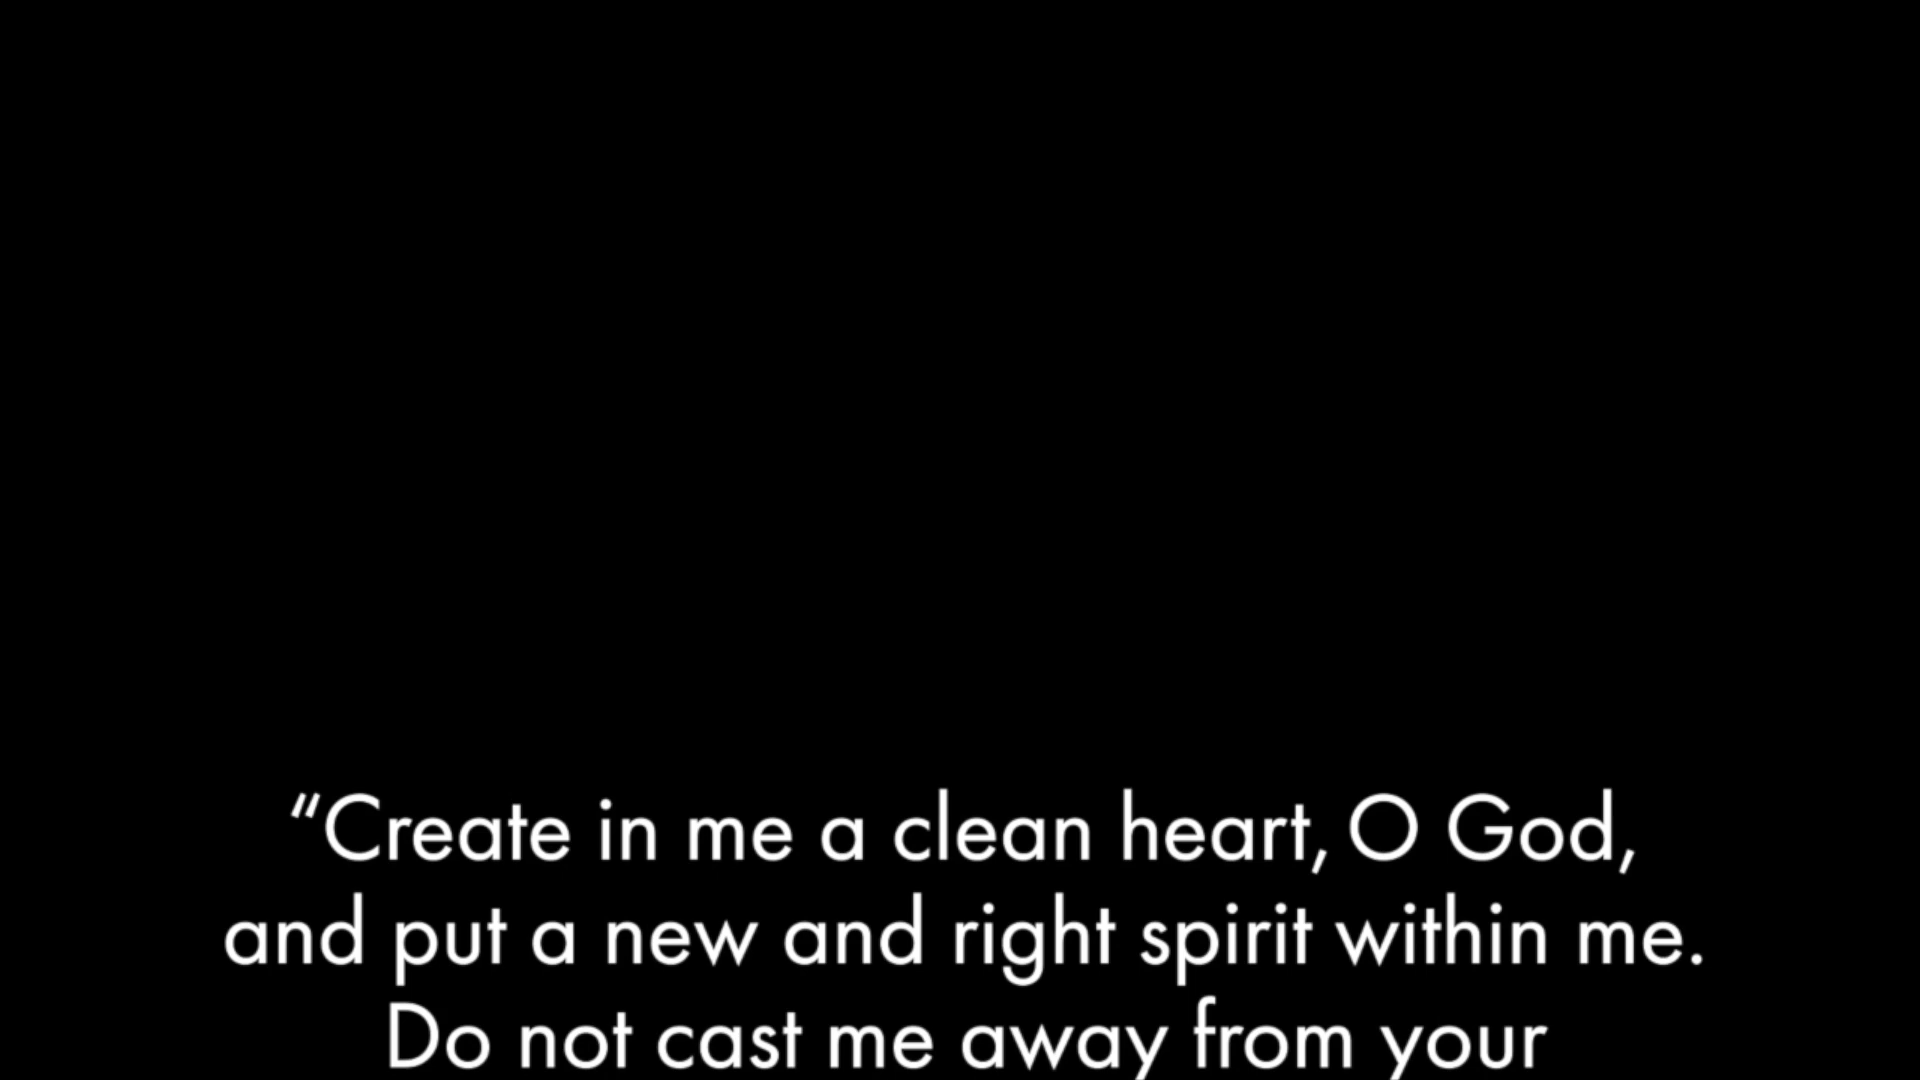 “Create in me a clean heart, O God,
and put a new and right spirit within me.
Do not cast me away from your